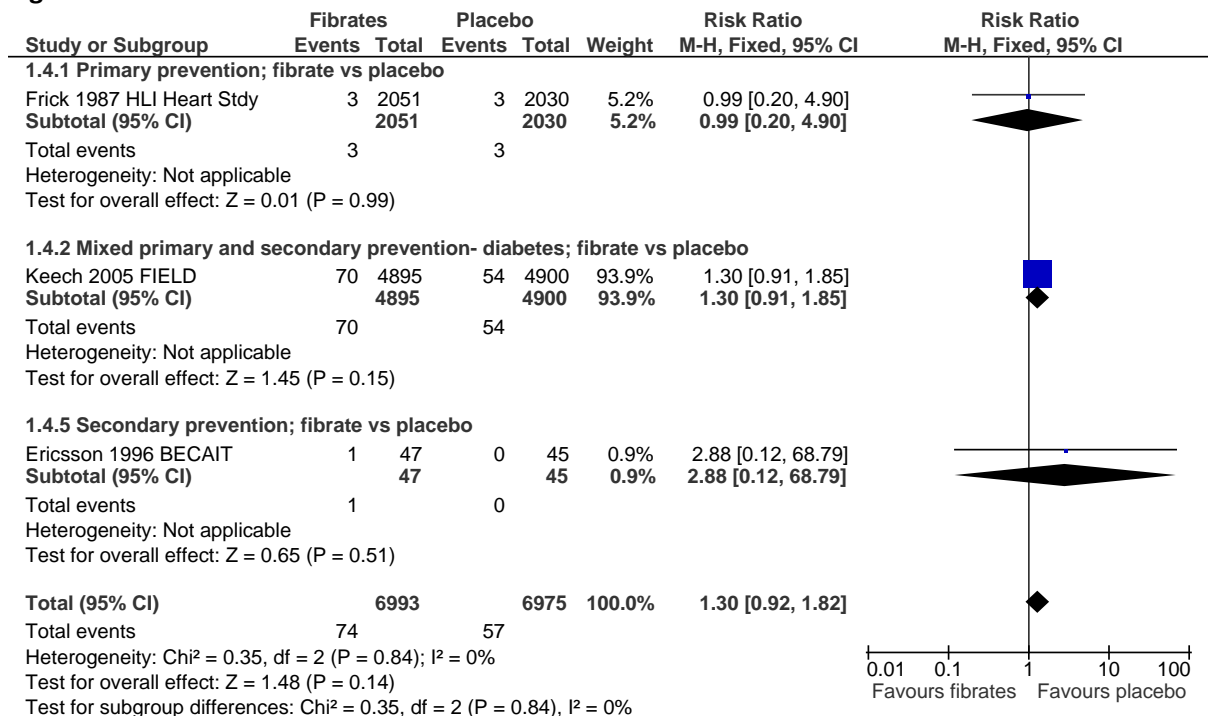 Fibrates Placebo Risk Ratio Risk Ratio
Study or Subgroup Events Total Events Total Weight M-H, Fixed, 95% CI M-H, Fixed, 95% CI
1.4.1 Primary prevention; fibrate vs placebo
Frick 1987 HLI Heart Stdy 3 2051 3 2030 5.2% 0.99 [0.20, 4.90]
Subtotal (95% CI) 2051 2030 5.2% 0.99 [0.20, 4.90]
Total events 3 3
Heterogeneity: Not applicable
Test for overall effect: Z = 0.01 (P = 0.99)
1.4.2 Mixed primary and secondary prevention- diabetes; fibrate vs placebo
Keech 2005 FIELD 70 4895 54 4900 93.9% 1.30 [0.91, 1.85]
Subtotal (95% CI) 4895 4900 93.9% 1.30 [0.91, 1.85]
Total events 70 54
Heterogeneity: Not applicable
Test for overall effect: Z = 1.45 (P = 0.15)
1.4.5 Secondary prevention; fibrate vs placebo
Ericsson 1996 BECAIT 1 47 0 45 0.9% 2.88 [0.12, 68.79]
Subtotal (95% CI) 47 45 0.9% 2.88 [0.12, 68.79]
Total events 1 0
Heterogeneity: Not applicable
Test for overall effect: Z = 0.65 (P = 0.51)
Total (95% CI) 6993 6975 100.0% 1.30 [0.92, 1.82]
Total events 74 57
Heterogeneity: Chi² = 0.35, df = 2 (P = 0.84); I² = 0%
Test for overall effect: Z = 1.48 (P = 0.14)
Test for subgroup differences: Chi² = 0.35, df = 2 (P = 0.84), I² = 0%
0.01 0.1 1 10 100
Favours fibrates Favours placebo